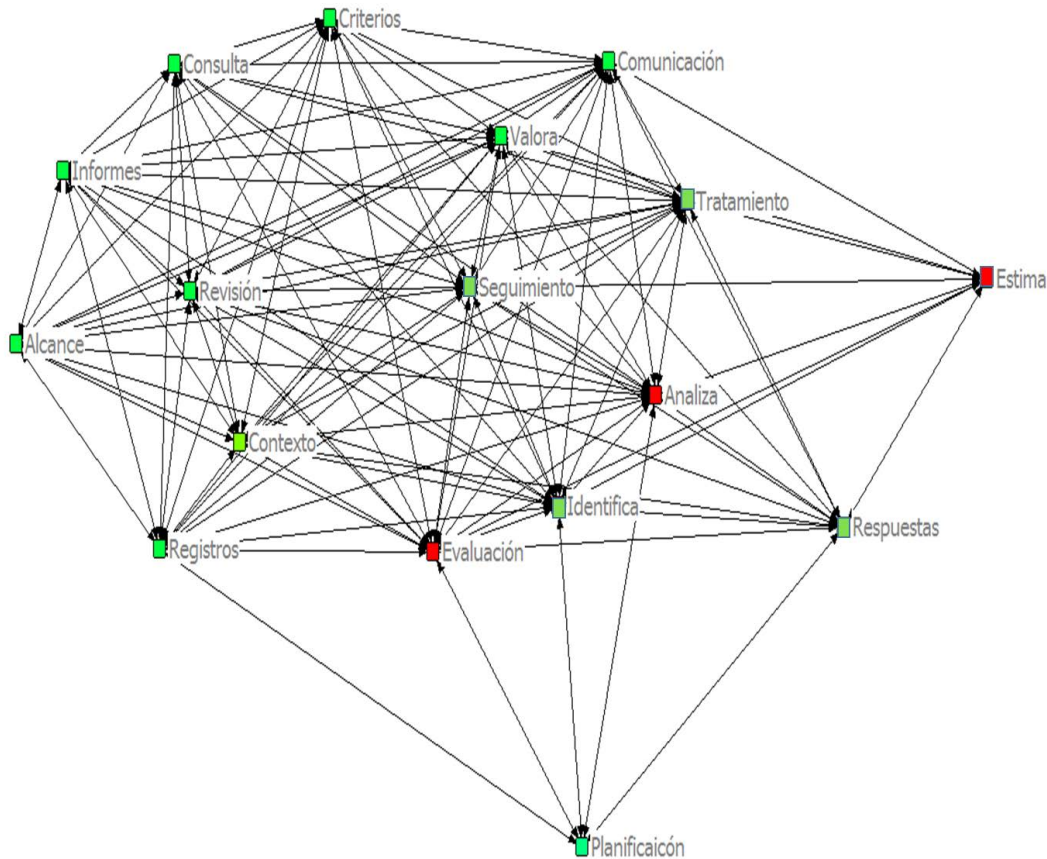 Criterios
Consulta
Comunicación
Valora
Informes
Tratamiento
Estima
Revisión
Seguimiento
Alcance
Analiza
Contexto
Identifica
Respuestas
Registros
Evaluación
Planificaicón